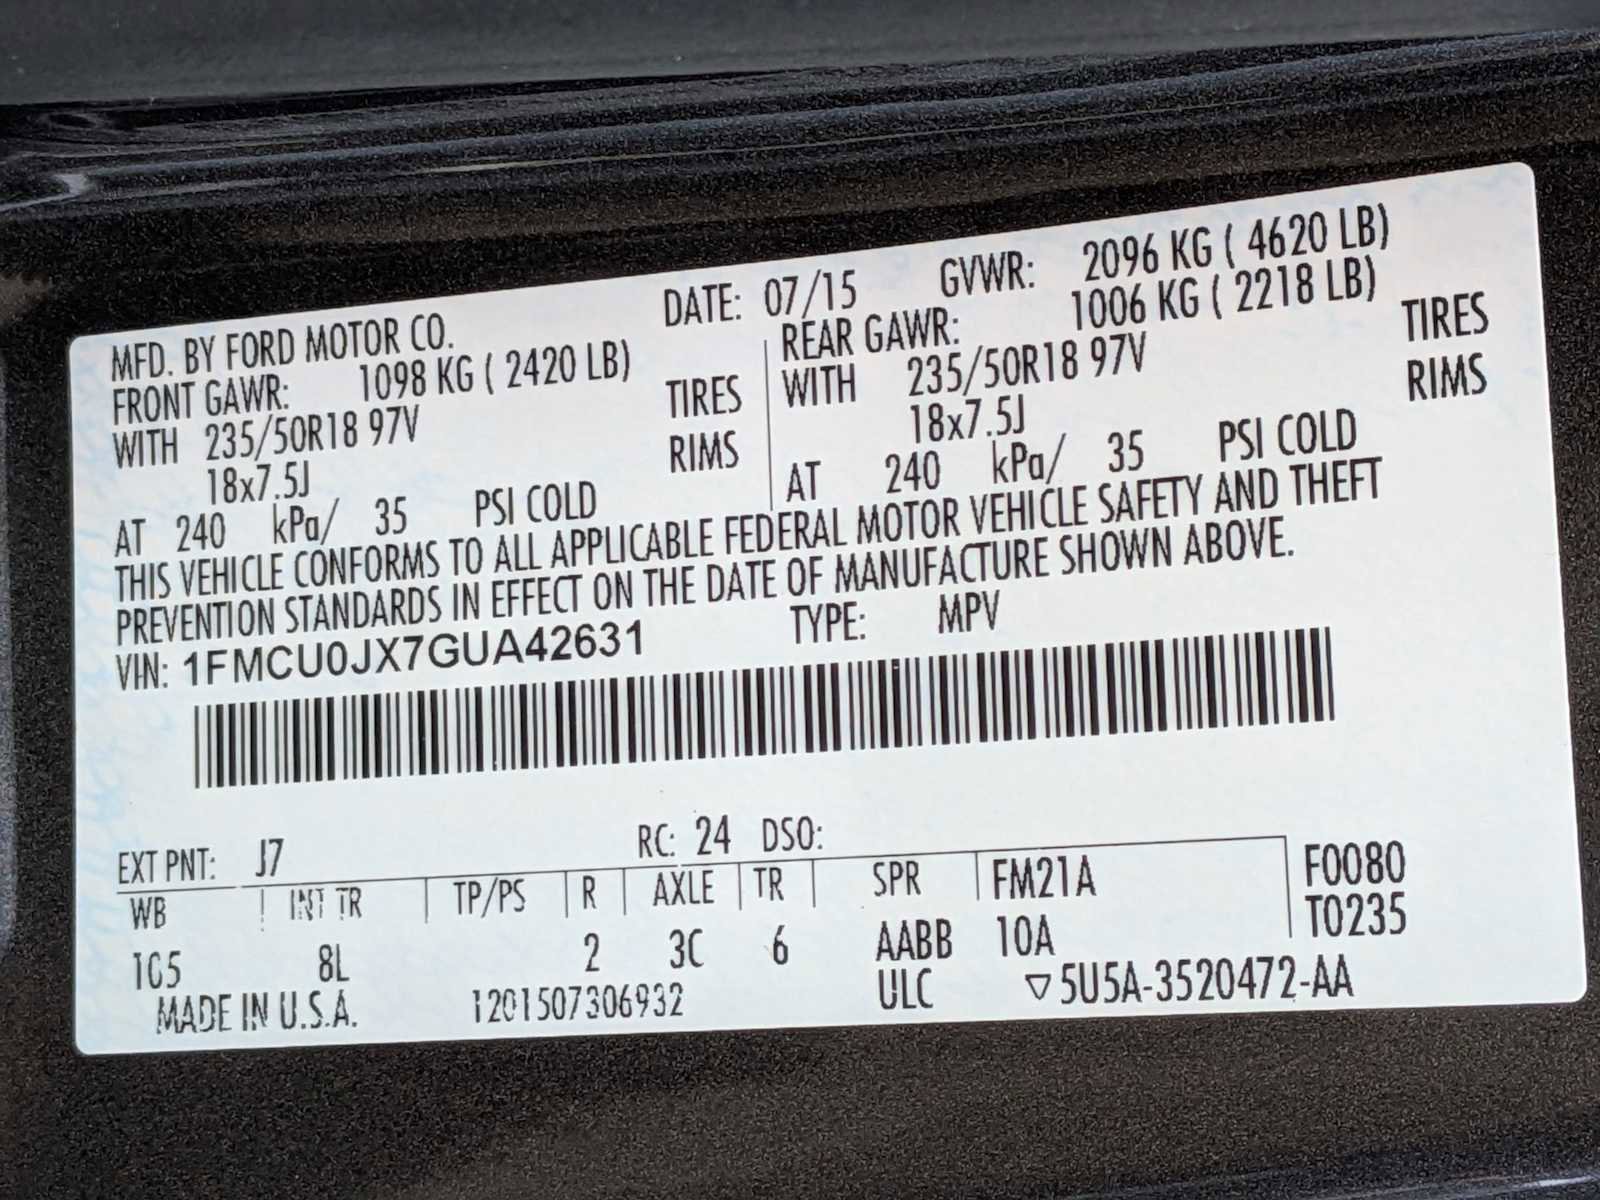 MFD. BY FORD MOTOR CO. DATE: 07/15 GVWR: 2096 KG ( 4620 LB)
FRONT GAWR: 1098 KG ( 2420 LB) REAR GAWR: 1006 KG ( 2218 LB)
WITH 235/50R18 97V TIRES WITH 235/50R18 97V TIRES
18x7.5J RIMS 18x7.5J RIMS
AT 240 kPa/ 35 PSI COLD AT 240 kPa/ 35 PSI COLD
THIS VEHICLE CONFORMS TO ALL APPLICABLE FEDERAL MOTOR VEHICLE SAFETY AND THEFT
PREVENTION STANDARDS IN EFFECT ON THE DATE OF MANUFACTURE SHOWN ABOVE.
VIN: 1FMCU0JX7GUA42631 TYPE: MPV
EXT PNT: J7 RC: 24 DSO:
WB INT TR TP/PS R AXLE TR SPR FM21A F0080
105 8L 2 3C 6 AABB 10A T0235
MADE IN U.S.A. 1201507306932 ULC ▽5U5A-3520472-AA